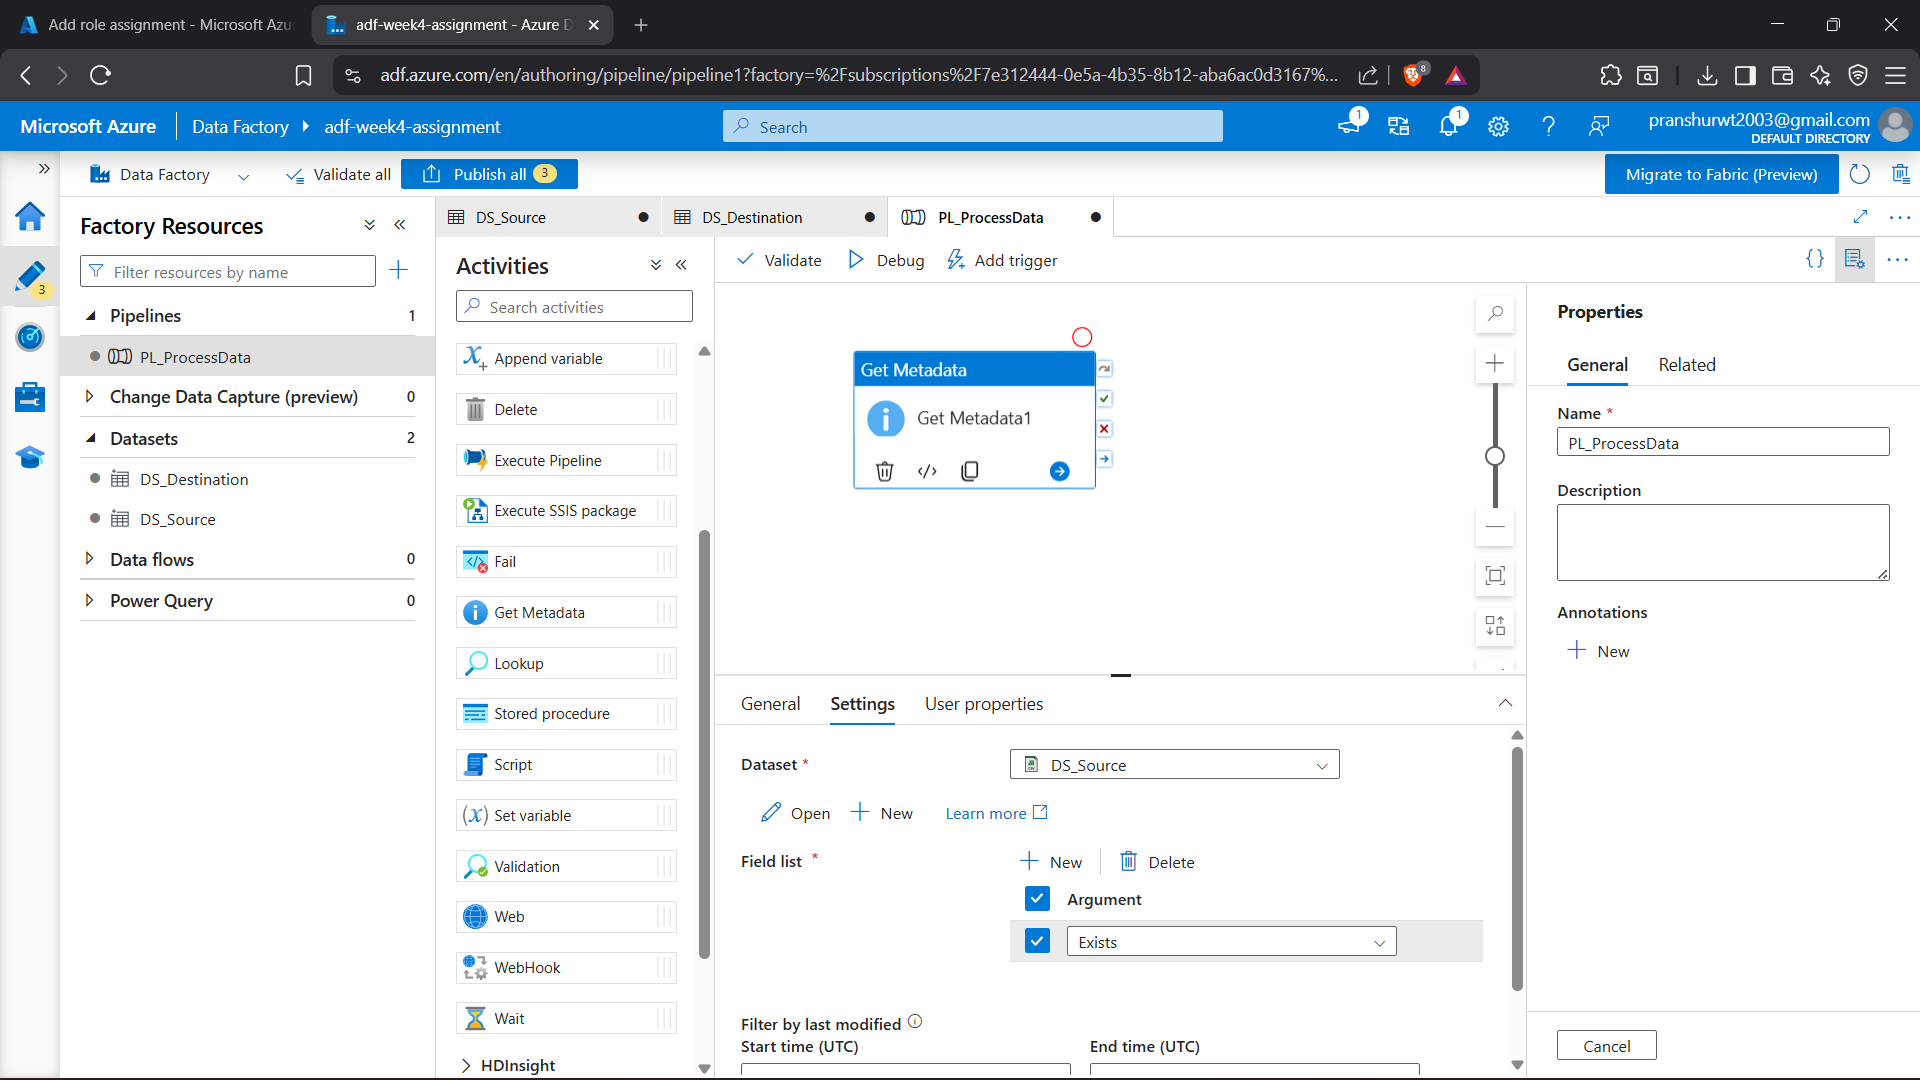 Add role assignment - Microsoft Azu
adf-week4-assignment - Azure D
adf.azure.com/en/authoring/pipeline/pipeline1?factory=%2Fsubscriptions%2F7e312444-0e5a-4b35-8b12-aba6ac0d3167%...
8
Microsoft Azure
Data Factory
adf-week4-assignment
Search
1
1
pranshurwt2003@gmail.com
DEFAULT DIRECTORY
Data Factory
Validate all
Publish all
3
Migrate to Fabric (Preview)
Factory Resources
Filter resources by name
3
Pipelines
1
PL_ProcessData
Change Data Capture (preview)
0
Datasets
2
DS_Destination
DS_Source
Data flows
0
Power Query
0
DS_Source
DS_Destination
PL_ProcessData
Activities
Search activities
Append variable
Delete
Execute Pipeline
Execute SSIS package
Fail
Get Metadata
Lookup
Stored procedure
Script
Set variable
Validation
Web
WebHook
Wait
HDInsight
Validate
Debug
Add trigger
Get Metadata
Get Metadata1
General
Settings
User properties
Dataset *
DS_Source
Open
New
Learn more
Field list *
New
Delete
Argument
Exists
Filter by last modified
Start time (UTC)
End time (UTC)
Properties
General
Related
Name *
PL_ProcessData
Description
Annotations
New
Cancel